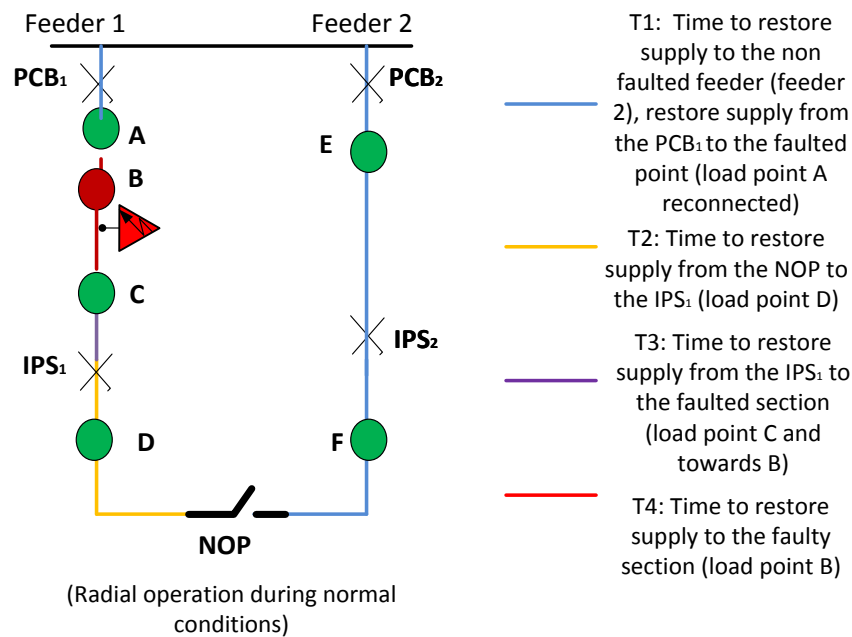 Feeder 1
Feeder 2
PCB₁
PCB₂
A
B
E
C
IPS₁
IPS₂
D
F
NOP
(Radial operation during normal
conditions)
T1: Time to restore
supply to the non
faulted feeder (feeder
2), restore supply from
the PCB₁ to the faulted
point (load point A
reconnected)
T2: Time to restore
supply from the NOP to
the IPS₁ (load point D)
T3: Time to restore
supply from the IPS₁ to
the faulted section
(load point C and
towards B)
T4: Time to restore
supply to the faulty
section (load point B)